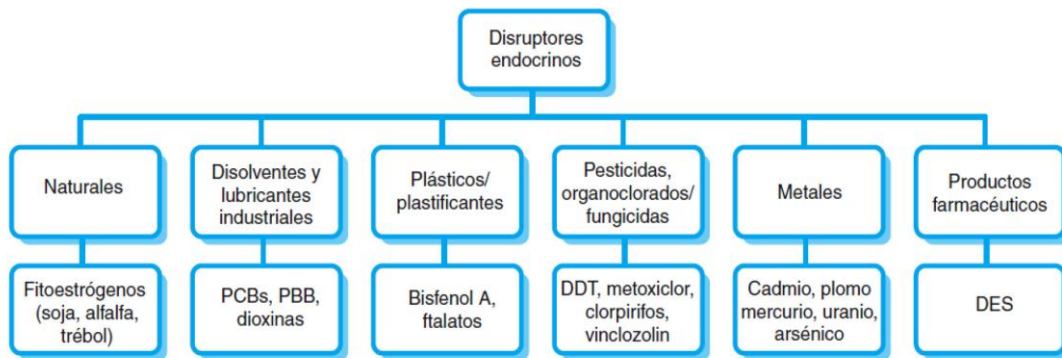 Disruptores
endocrinos
Naturales
Disolventes y
lubricantes
industriales
Plásticos/
plastificantes
Pesticidas,
organoclorados/
fungicidas
Metales
Productos
farmacéuticos
Fitoestrógenos
(soja, alfalfa,
trébol)
PCBs, PBB,
dioxinas
Bisfenol A,
ftalatos
DDT, metoxiclor,
clorpirifos,
vinclozolin
Cadmio, plomo
mercurio, uranio,
arsénico
DES